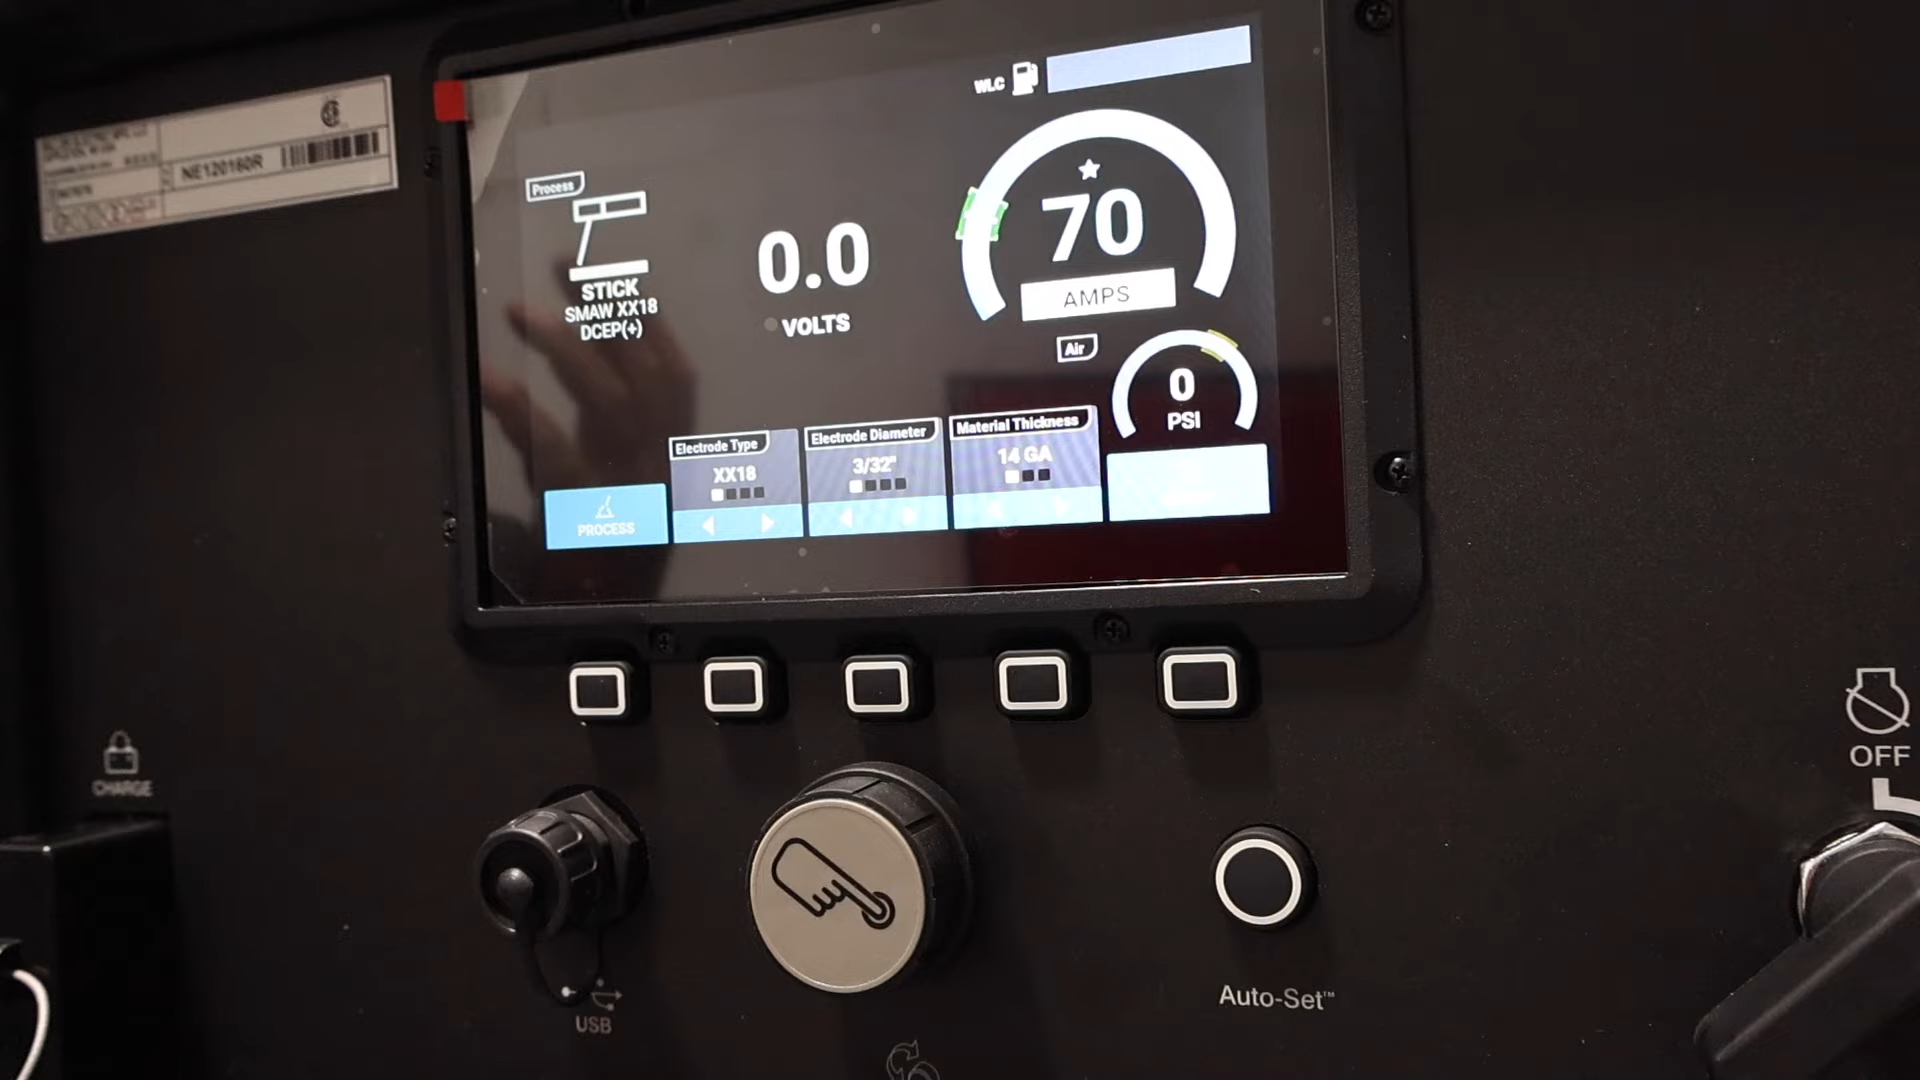 NE120160R
WLC
Process
STICK
SMAW XX18
DCEP(+)
0.0
VOLTS
70
AMPS
Air
0
PSI
Electrode Type
XX18
Electrode Diameter
3/32"
Material Thickness
14 GA
PROCESS
CHARGE
USB
Auto-Set™
OFF